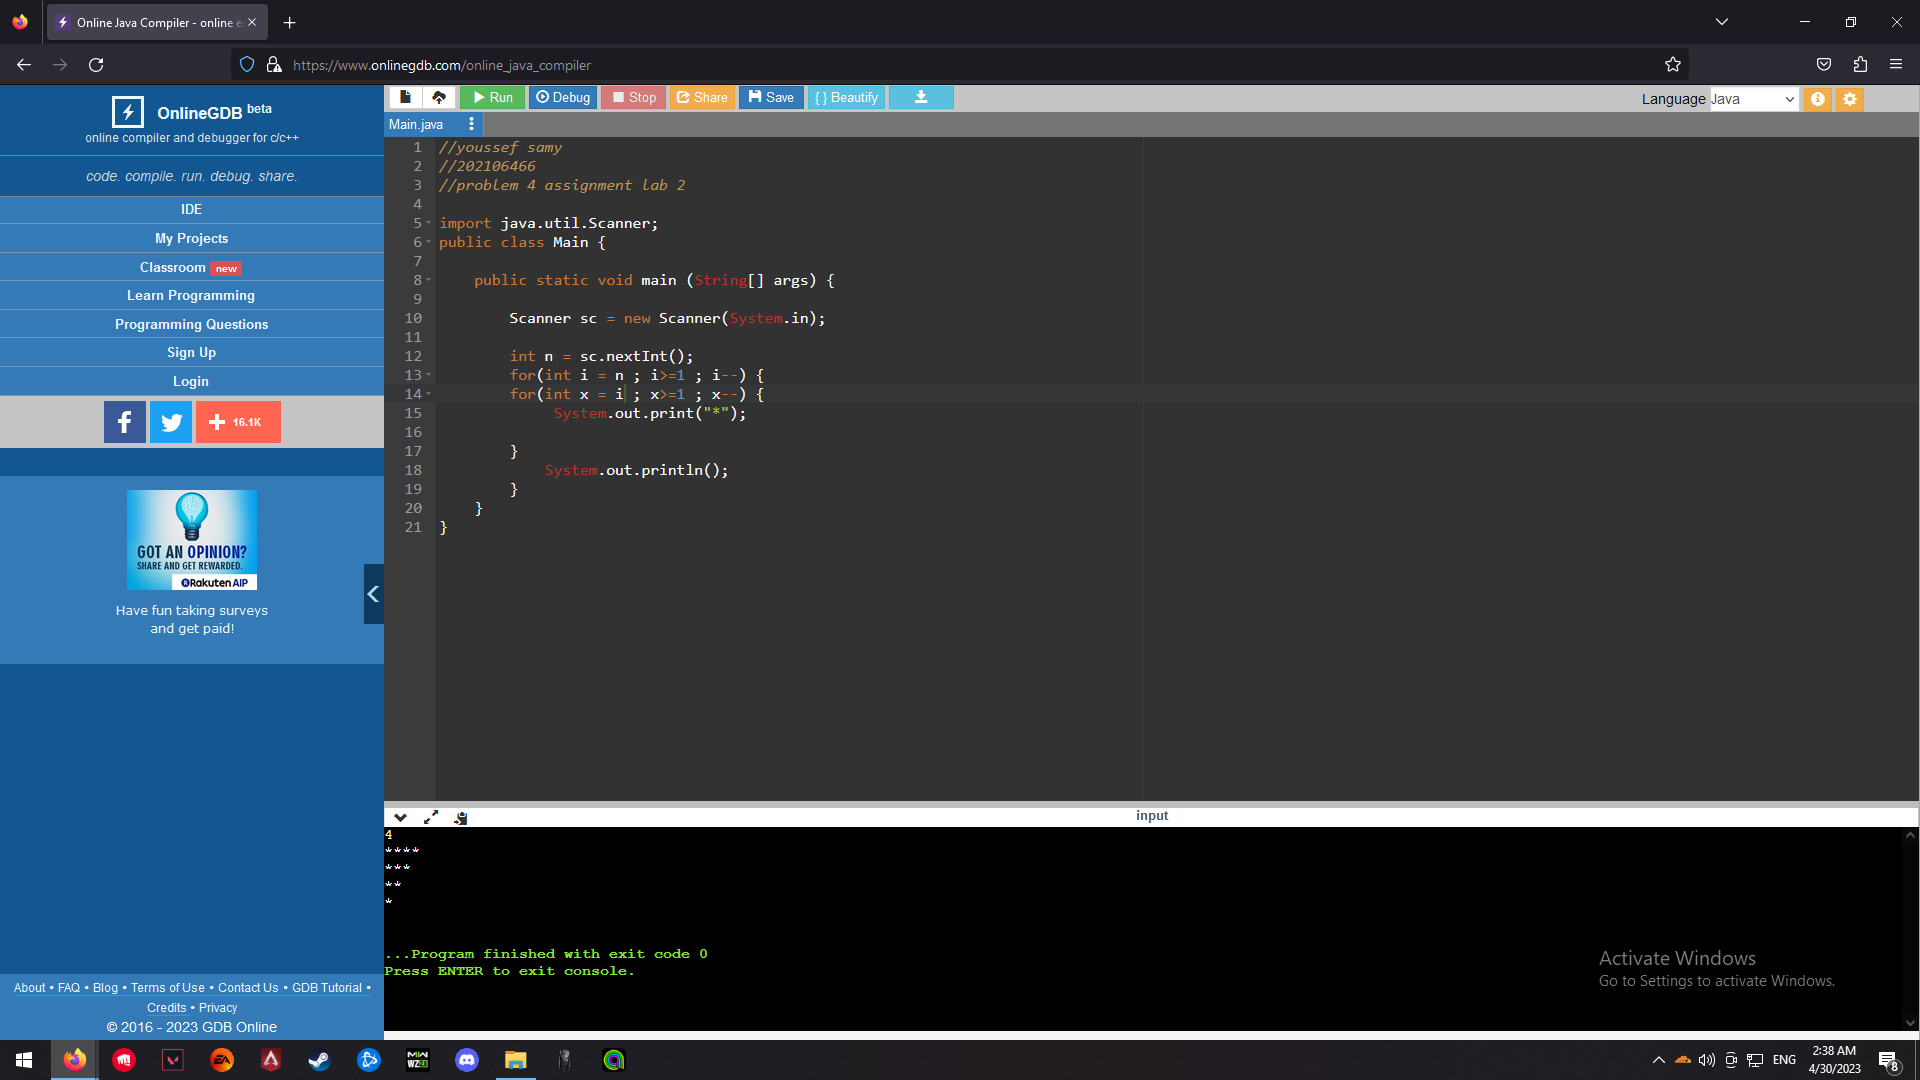 Online Java Compiler - online e
https://www.onlinegdb.com/online_java_compiler
OnlineGDB beta
online compiler and debugger for c/c++
code. compile. run. debug. share.
IDE
My Projects
Classroom new
Learn Programming
Programming Questions
Sign Up
Login
16.1K
GOT AN OPINION?
SHARE AND GET REWARDED.
Rakuten AIP
Have fun taking surveys
and get paid!
About • FAQ • Blog • Terms of Use • Contact Us • GDB Tutorial •
Credits • Privacy
© 2016 - 2023 GDB Online
Run Debug Stop Share Save { } Beautify
Language Java
Main.java
1 //youssef samy
2 //202106466
3 //problem 4 assignment lab 2
4
5 import java.util.Scanner;
6 public class Main {
7
8     public static void main (String[] args) {
9
10         Scanner sc = new Scanner(System.in);
11
12         int n = sc.nextInt();
13         for(int i = n ; i>=1 ; i--) {
14         for(int x = i ; x>=1 ; x--) {
15              System.out.print("*");
16
17         }
18             System.out.println();
19         }
20     }
21 }
input
4
****
***
**
*
...Program finished with exit code 0
Press ENTER to exit console.
Activate Windows
Go to Settings to activate Windows.
EA
MW
WZ2.0
ENG
2:38 AM
4/30/2023
8